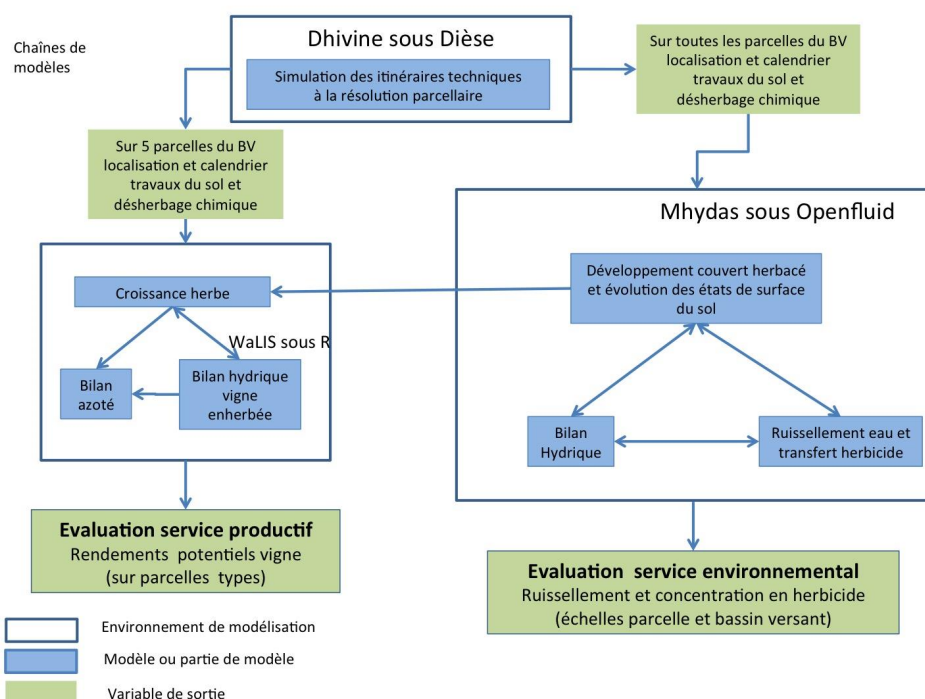 Chaînes de
modèles
Dhivine sous Dièse
Simulation des itinéraires techniques
à la résolution parcellaire
Sur toutes les parcelles du BV
localisation et calendrier
travaux du sol et
désherbage chimique
Sur 5 parcelles du BV
localisation et calendrier
travaux du sol et
désherbage chimique
Mhydas sous Openfluid
Développement couvert herbacé
et évolution des états de surface
du sol
Croissance herbe
WaLIS sous R
Bilan
azoté
Bilan hydrique
vigne
enherbée
Bilan
Hydrique
Ruissellement eau et
transfert herbicide
Evaluation service productif
Rendements potentiels vigne
(sur parcelles types)
Evaluation service environnemental
Ruissellement et concentration en herbicide
(échelles parcelle et bassin versant)
Environnement de modélisation
Modèle ou partie de modèle
Variable de sortie